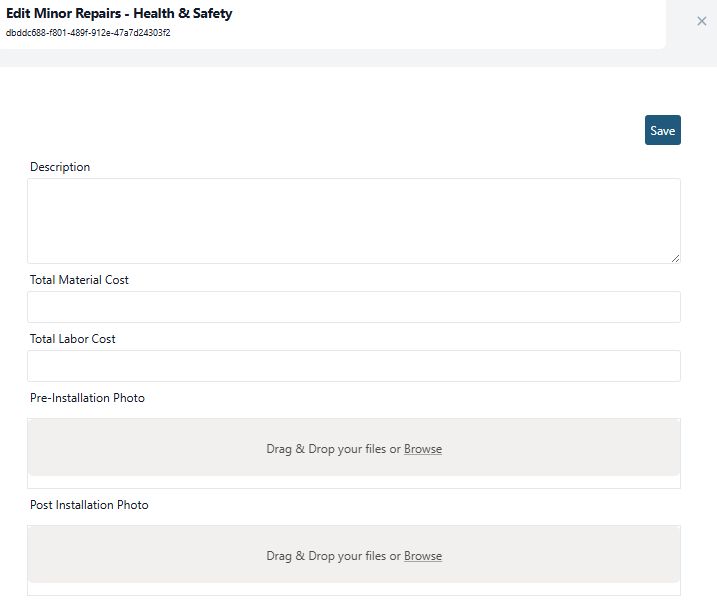 Edit Minor Repairs - Health & Safety
dbddc688-f801-489f-912e-47a7d24303f2
Save
Description
Total Material Cost
Total Labor Cost
Pre-Installation Photo
Drag & Drop your files or Browse
Post Installation Photo
Drag & Drop your files or Browse